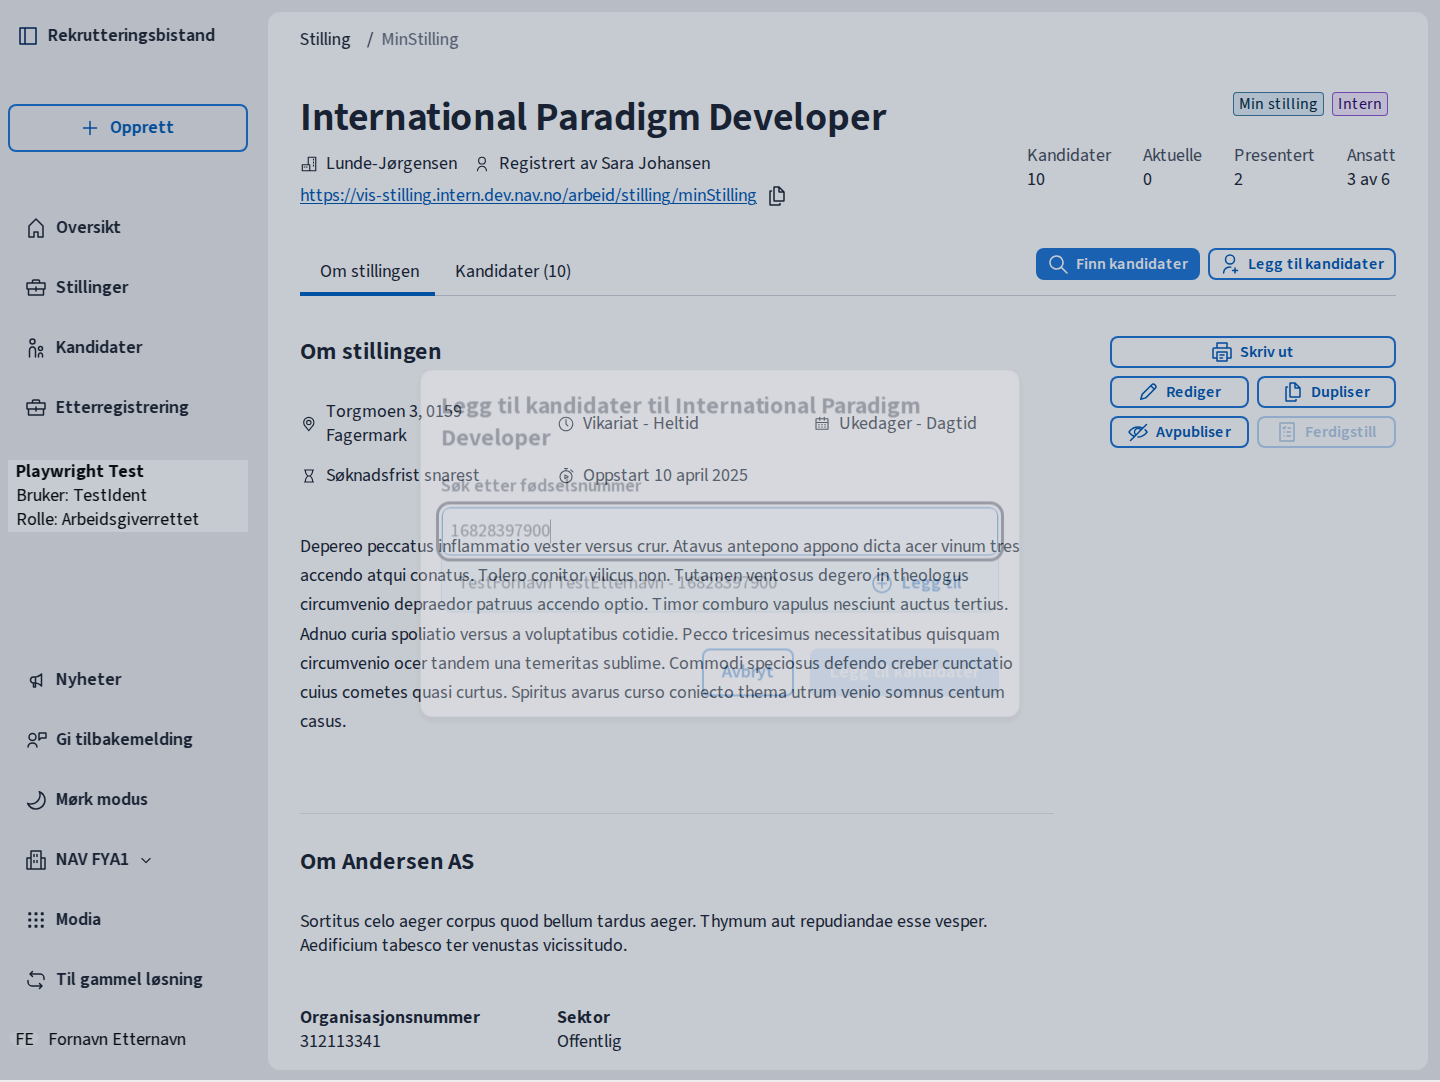 Rekrutteringsbistand
Opprett
Oversikt
Stillinger
Kandidater
Etterregistrering
Playwright Test
Bruker: TestIdent
Rolle: Arbeidsgiverrettet
Nyheter
Gi tilbakemelding
Mørk modus
NAV FYA1
Modia
Til gammel løsning
FE Fornavn Etternavn
Stilling / MinStilling
International Paradigm Developer
Min stilling Intern
Lunde-Jørgensen Registrert av Sara Johansen
https://vis-stilling.intern.dev.nav.no/arbeid/stilling/minStilling
Kandidater Aktuelle Presentert Ansatt
10 0 2 3 av 6
Om stillingen Kandidater (10)
Finn kandidater Legg til kandidater
Om stillingen
Skriv ut
Rediger Dupliser
Avpubliser Ferdigstill
Torgmoen 3, 0159
Fagermark
Vikariat - Heltid
Ukedager - Dagtid
Søknadsfrist snarest
Oppstart 10 april 2025
Depereo peccatus inflammatio vester versus crur. Atavus antepono appono dicta acer vinum tres
accendo atqui conatus. Tolero conitor vilicus non. Tutamen ventosus degero in theologus
circumvenio depraedor patruus accendo optio. Timor comburo vapulus nesciunt auctus tertius.
Adnuo curia spoliatio versus a voluptatibus cotidie. Pecco tricesimus necessitatibus quisquam
circumvenio ocer tandem una temeritas sublime. Commodi speciosus defendo creber cunctatio
cuius cometes quasi curtus. Spiritus avarus curso coniecto thema utrum venio somnus centum
casus.
Legg til kandidater til International Paradigm
Developer
Søk etter fødselsnummer
16828397900
TestFornavn TestEtternavn - 16828397900
Legg til
Avbryt
Legg til kandidater
Om Andersen AS
Sortitus celo aeger corpus quod bellum tardus aeger. Thymum aut repudiandae esse vesper.
Aedificium tabesco ter venustas vicissitudo.
Organisasjonsnummer
312113341
Sektor
Offentlig